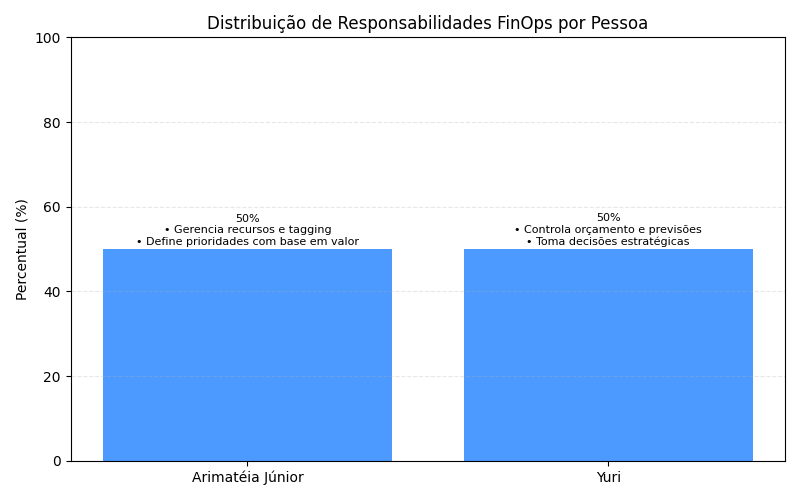 Distribuição de Responsabilidades FinOps por Pessoa
Percentual (%)
100
80
60
40
20
0
50%
• Gerencia recursos e tagging
• Define prioridades com base em valor
50%
• Controla orçamento e previsões
• Toma decisões estratégicas
Arimatéia Júnior
Yuri